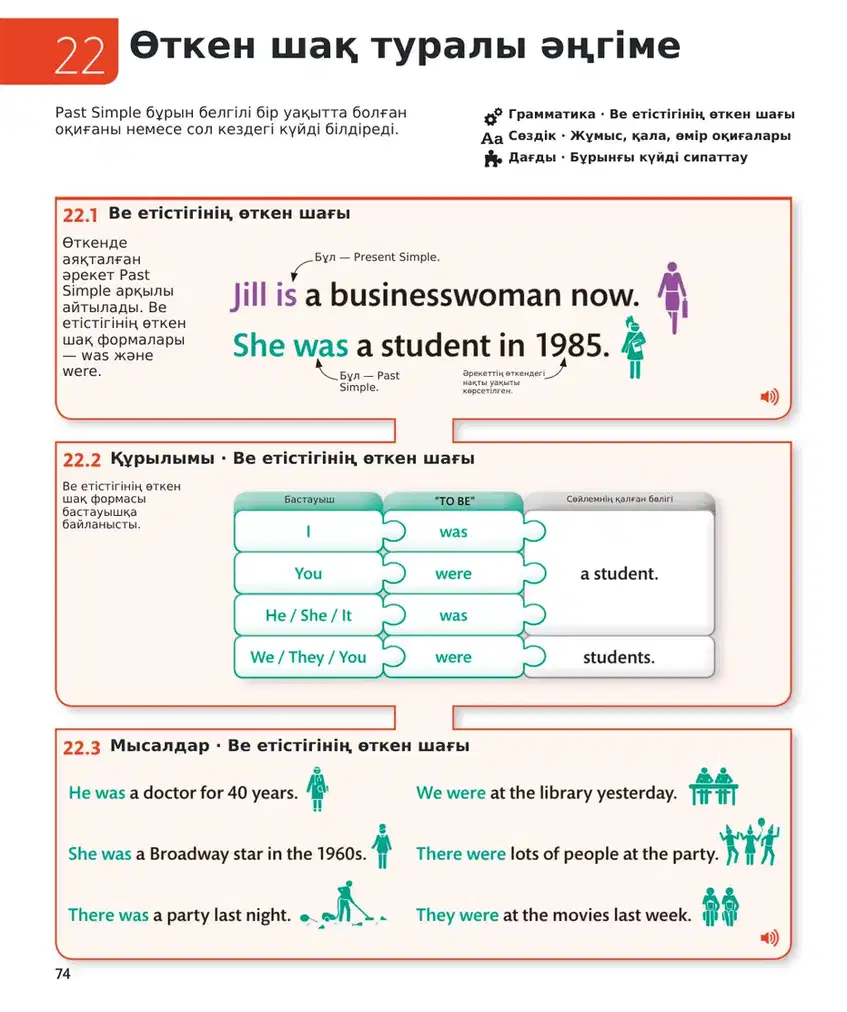 22
Өткен шақ туралы әңгіме
Past Simple бұрын белгілі бір уақытта болған
оқиғаны немесе сол кездегі күйді білдіреді.
Грамматика · Be етістігінің өткен шағы
Aa Сөздік · Жұмыс, қала, өмір оқиғалары
Дағды · Бұрынғы күйді сипаттау
22.1 Be етістігінің өткен шағы
Өткенде
аяқталған
әрекет Past
Simple арқылы
айтылады. Be
етістігінің өткен
шақ формалары
— was және
were.
Бұл — Present Simple.
Jill is a businesswoman now.
She was a student in 1985.
Бұл — Past
Simple.
Әрекеттің өткендегі
нақты уақыты
көрсетілген.
22.2 Құрылымы · Be етістігінің өткен шағы
Be етістігінің өткен
шақ формасы
бастауышқа
байланысты.
Бастауыш "TO BE" Сөйлемнің қалған бөлігі
I was
You were a student.
He / She / It was
We / They / You were students.
22.3 Мысалдар · Be етістігінің өткен шағы
He was a doctor for 40 years.
We were at the library yesterday.
She was a Broadway star in the 1960s.
There were lots of people at the party.
There was a party last night.
They were at the movies last week.
74